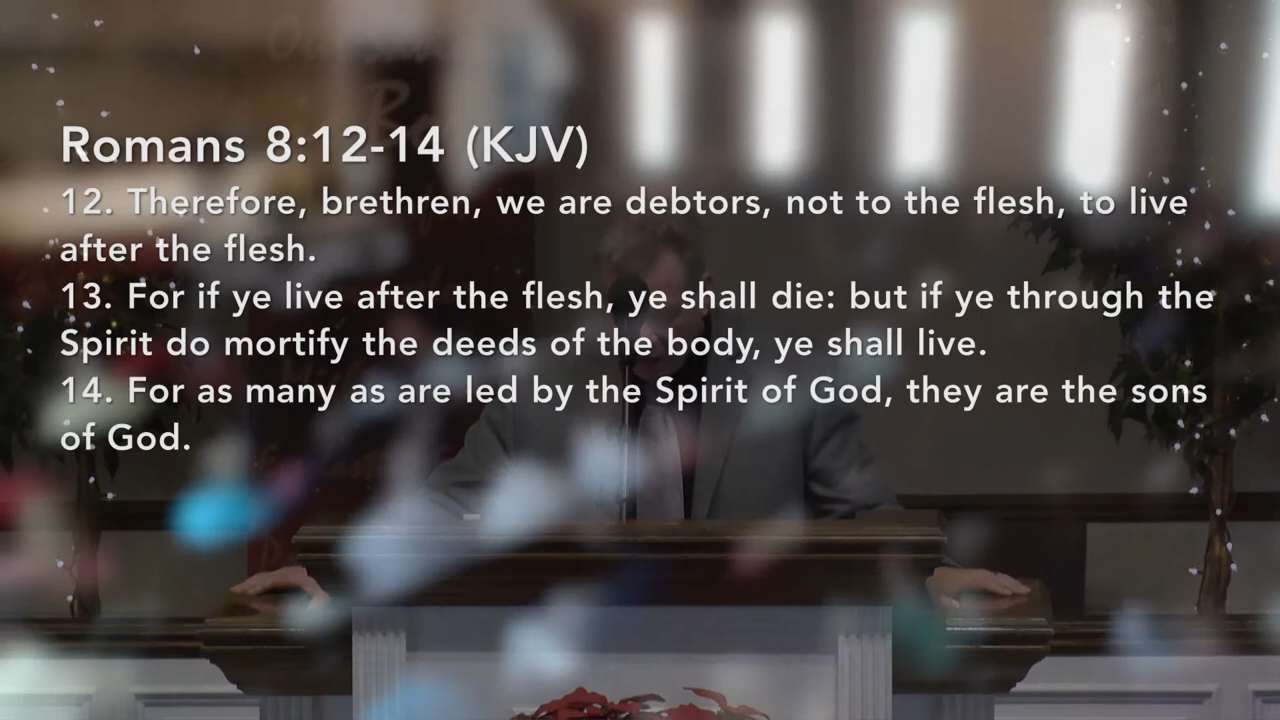 Romans 8:12-14 (KJV)
12. Therefore, brethren, we are debtors, not to the flesh, to live
after the flesh.
13. For if ye live after the flesh, ye shall die: but if ye through the
Spirit do mortify the deeds of the body, ye shall live.
14. For as many as are led by the Spirit of God, they are the sons
of God.